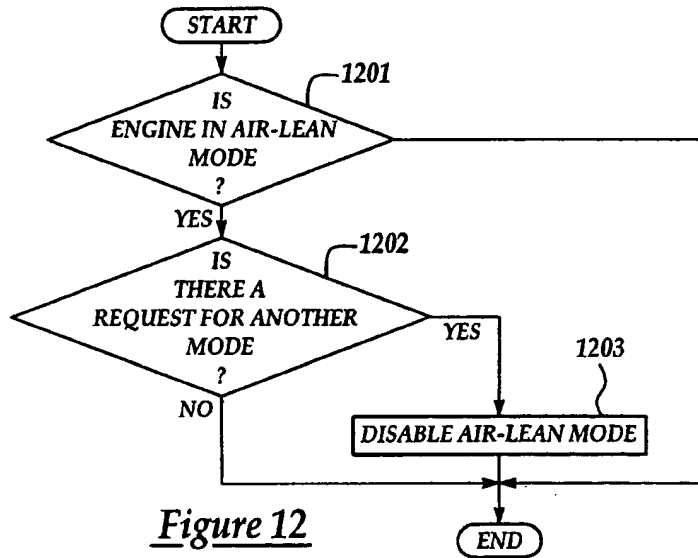 START
1201
IS
ENGINE IN AIR-LEAN
MODE
?
YES
1202
IS
THERE A
REQUEST FOR ANOTHER
MODE
?
YES
NO
1203
DISABLE AIR-LEAN MODE
Figure 12
END